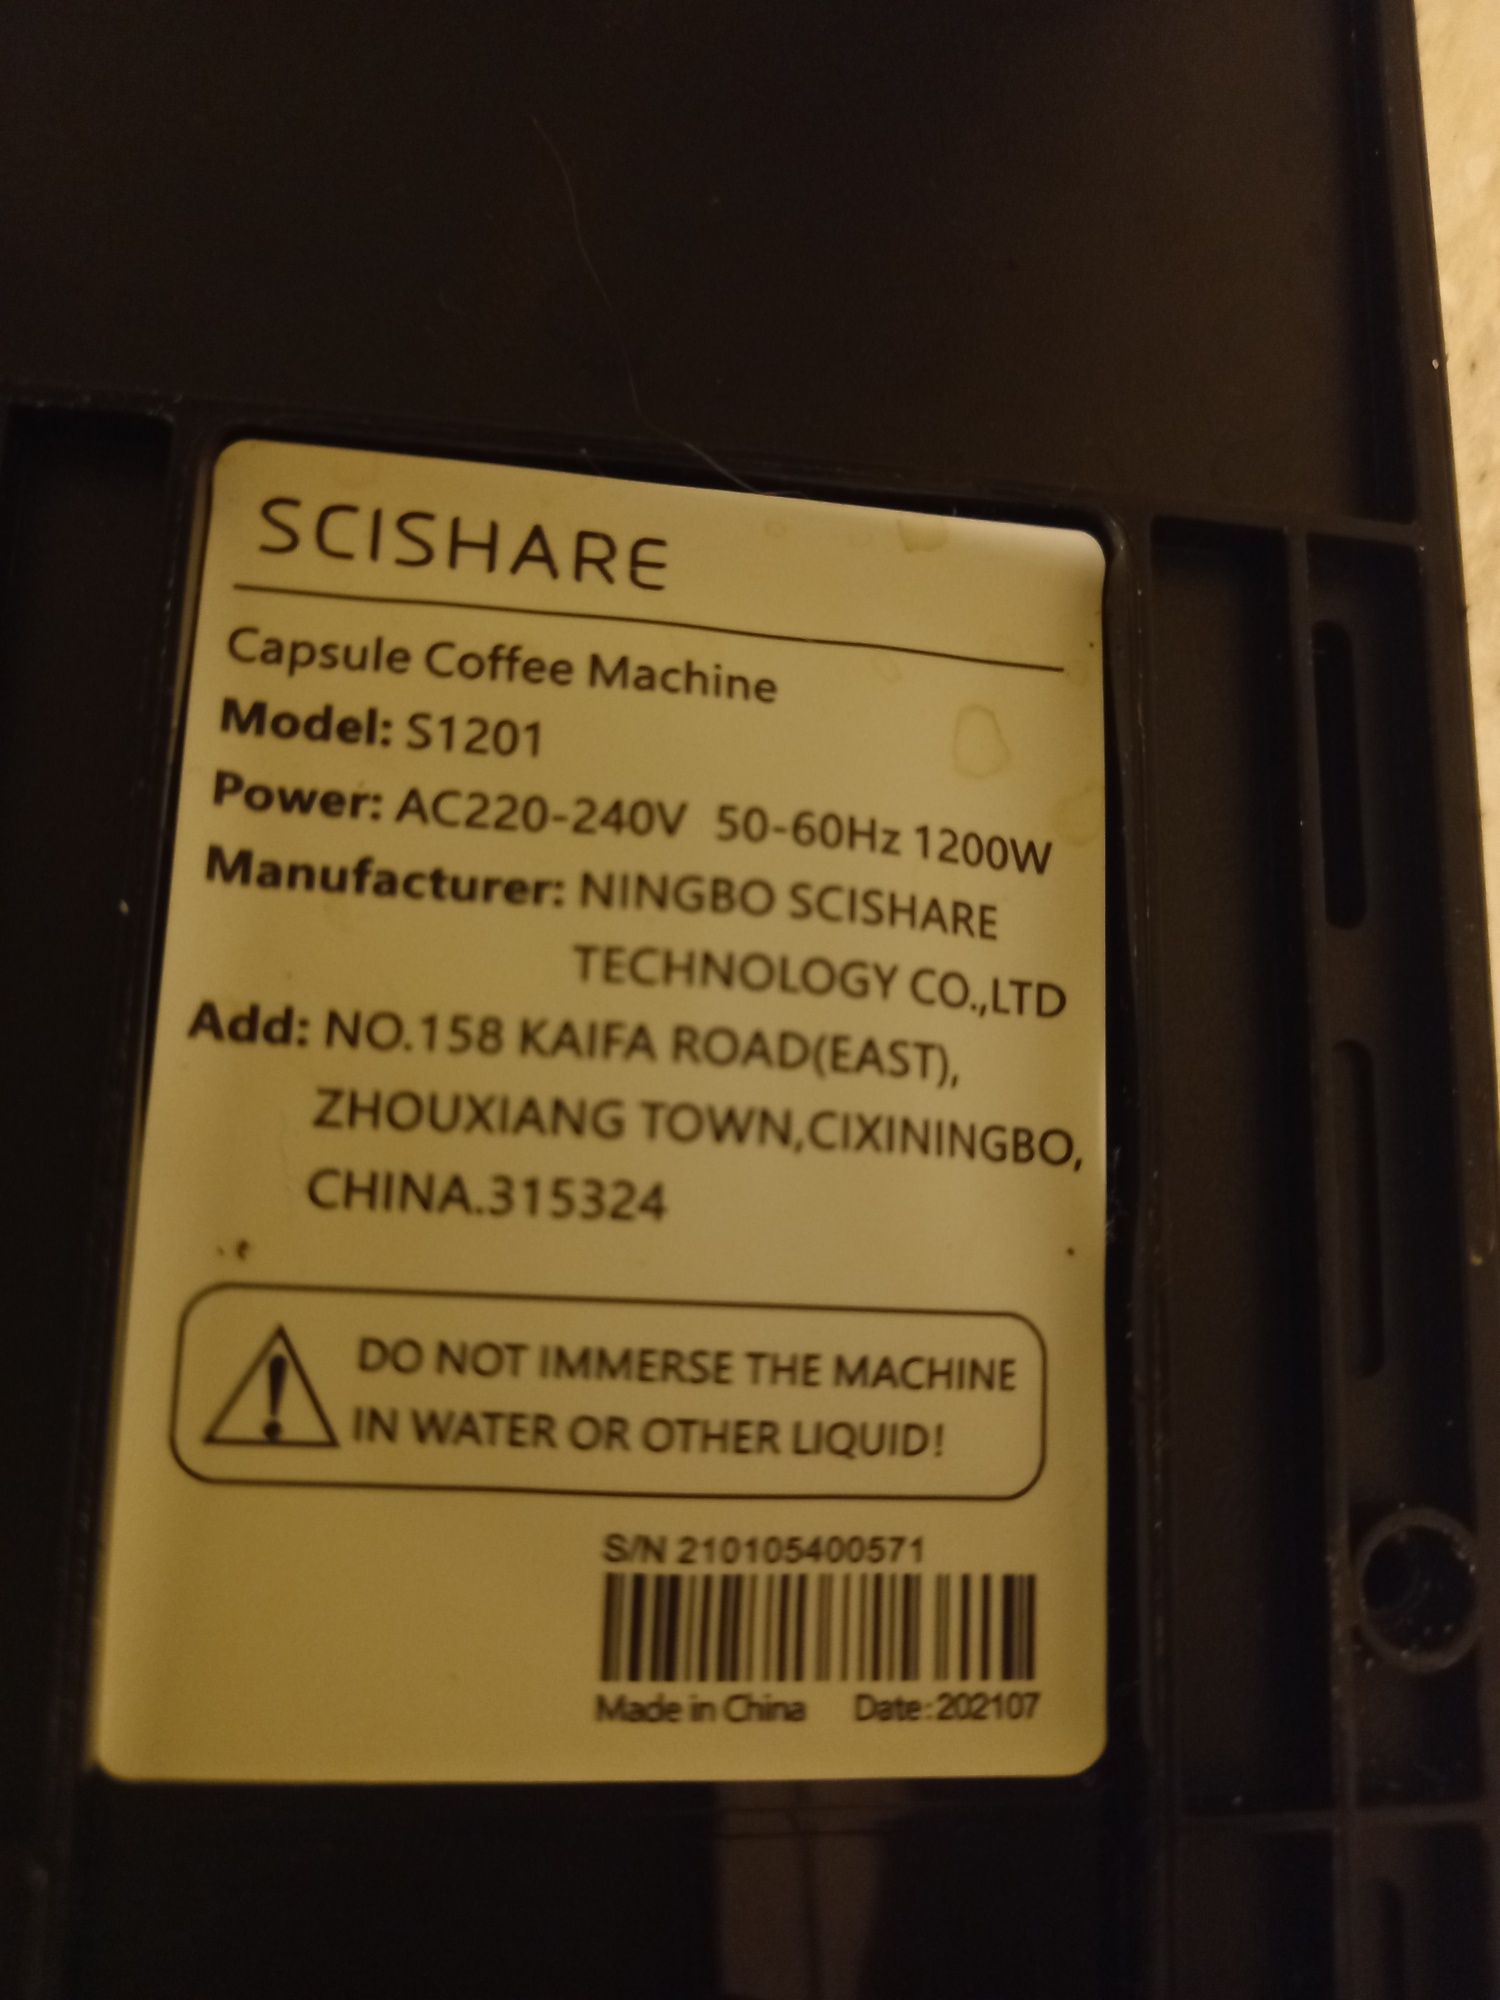 SCISHARE
Capsule Coffee Machine
Model: S1201
Power: AC220-240V 50-60Hz 1200W
Manufacturer: NINGBO SCISHARE
TECHNOLOGY CO.,LTD
Add: NO.158 KAIFA ROAD(EAST),
ZHOUXIANG TOWN,CIXININGBO,
CHINA.315324
DO NOT IMMERSE THE MACHINE
IN WATER OR OTHER LIQUID!
S/N 210105400571
Made in China Date:202107